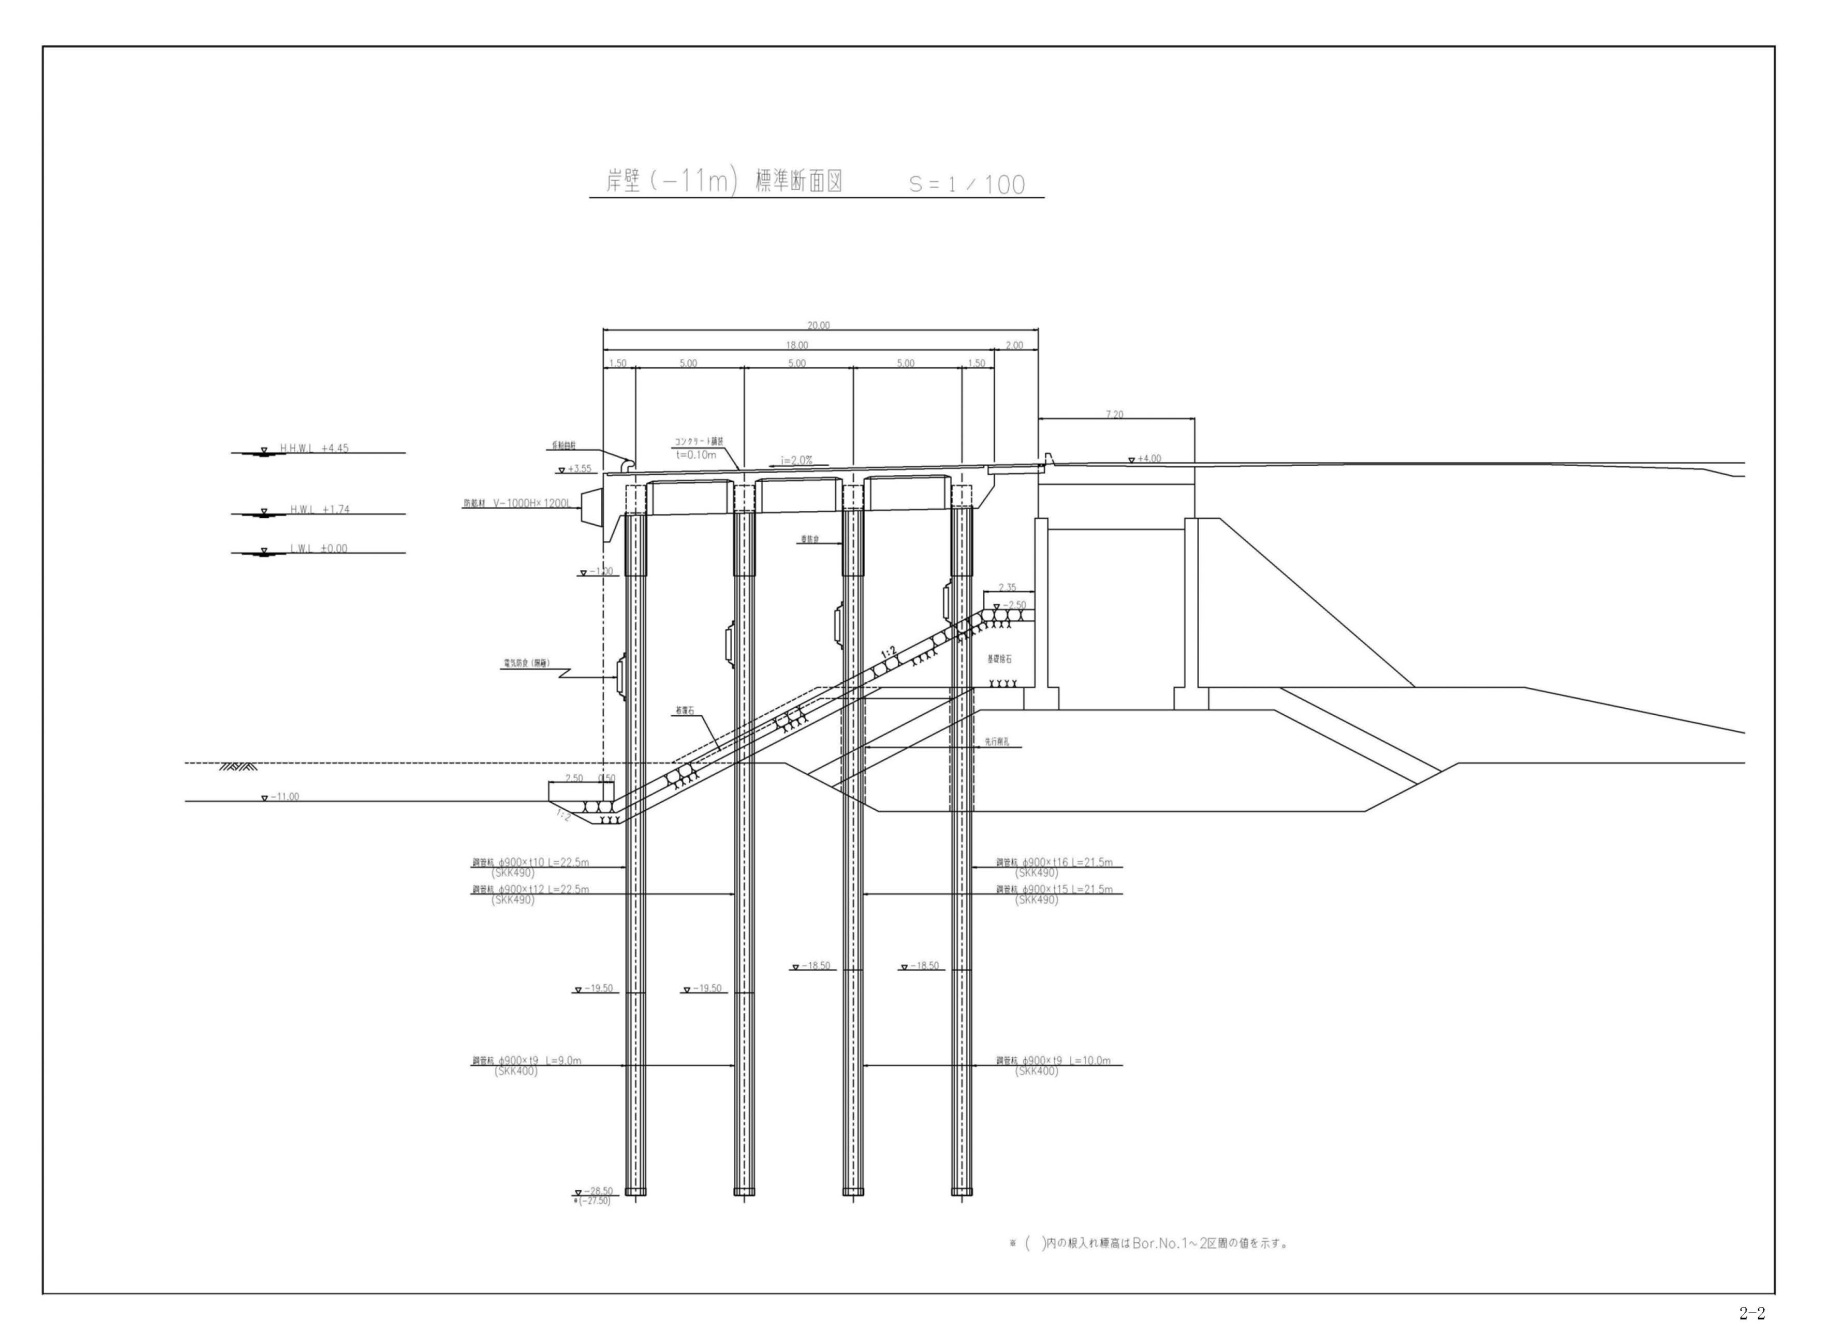 岸壁(-11m) 標準断面図 S=1/100
20.00
18.00
2.00
1.50
5.00
5.00
5.00
1.50
7.20
H.H.W.L +4.45
係船曲柱
コンクリート舗装
t=0.10m
i=2.0%
+3.55
+4.00
防舷材 V-1000H×1200L
H.W.L +1.74
重防食
L.W.L ±0.00
-1.00
2.35
-2.50
1:2
電気防食(陽極)
基礎捨石
被覆石
先行削孔
2.50
0.50
-11.00
1:2
鋼管杭 φ900×t10 L=22.5m
(SKK490)
鋼管杭 φ900×t16 L=21.5m
(SKK490)
鋼管杭 φ900×t12 L=22.5m
(SKK490)
鋼管杭 φ900×t15 L=21.5m
(SKK490)
-18.50
-18.50
-19.50
-19.50
鋼管杭 φ900×t9 L=9.0m
(SKK400)
鋼管杭 φ900×t9 L=10.0m
(SKK400)
-28.50
*(-27.50)
※ ( )内の根入れ標高はBor.No.1〜2区間の値を示す。
2-2